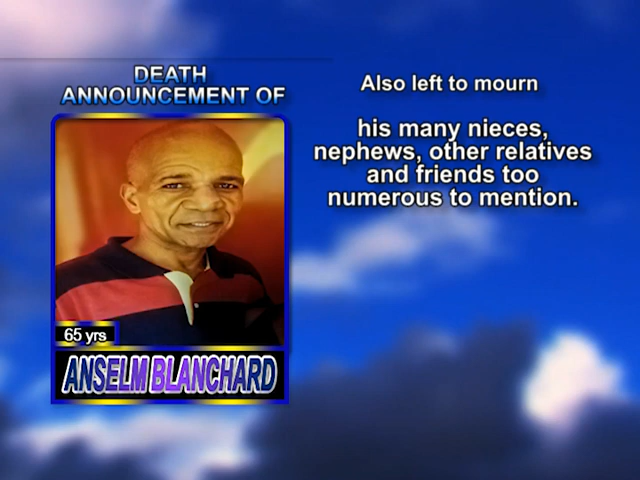 DEATH
ANNOUNCEMENT OF
65 yrs
ANSELM BLANCHARD
Also left to mourn
his many nieces,
nephews, other relatives
and friends too
numerous to mention.